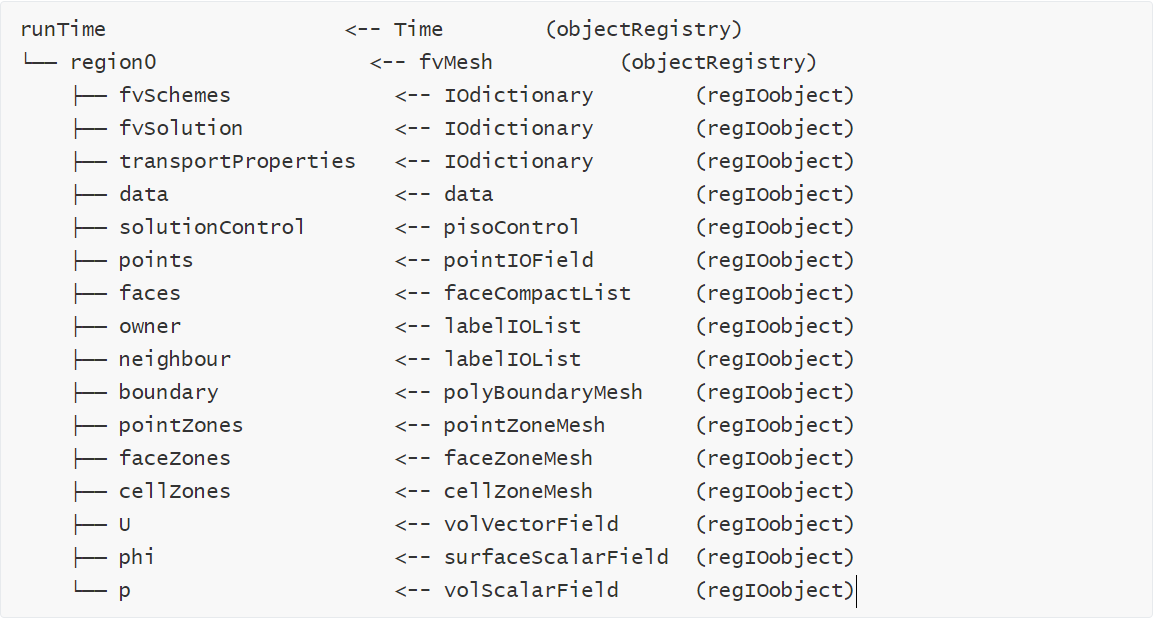 runTime                   <-- Time        (objectRegistry)
└── region0                 <-- fvMesh          (objectRegistry)
    ├── fvSchemes             <-- IOdictionary        (regIOobject)
    ├── fvSolution            <-- IOdictionary        (regIOobject)
    ├── transportProperties   <-- IOdictionary        (regIOobject)
    ├── data                  <-- data                (regIOobject)
    ├── solutionControl       <-- pisoControl         (regIOobject)
    ├── points                <-- pointIOField        (regIOobject)
    ├── faces                 <-- faceCompactList     (regIOobject)
    ├── owner                 <-- labelIOList         (regIOobject)
    ├── neighbour             <-- labelIOList         (regIOobject)
    ├── boundary              <-- polyBoundaryMesh    (regIOobject)
    ├── pointZones            <-- pointZoneMesh       (regIOobject)
    ├── faceZones             <-- faceZoneMesh        (regIOobject)
    ├── cellZones             <-- cellZoneMesh        (regIOobject)
    ├── U                     <-- volVectorField      (regIOobject)
    ├── phi                   <-- surfaceScalarField  (regIOobject)
    └── p                     <-- volScalarField      (regIOobject)